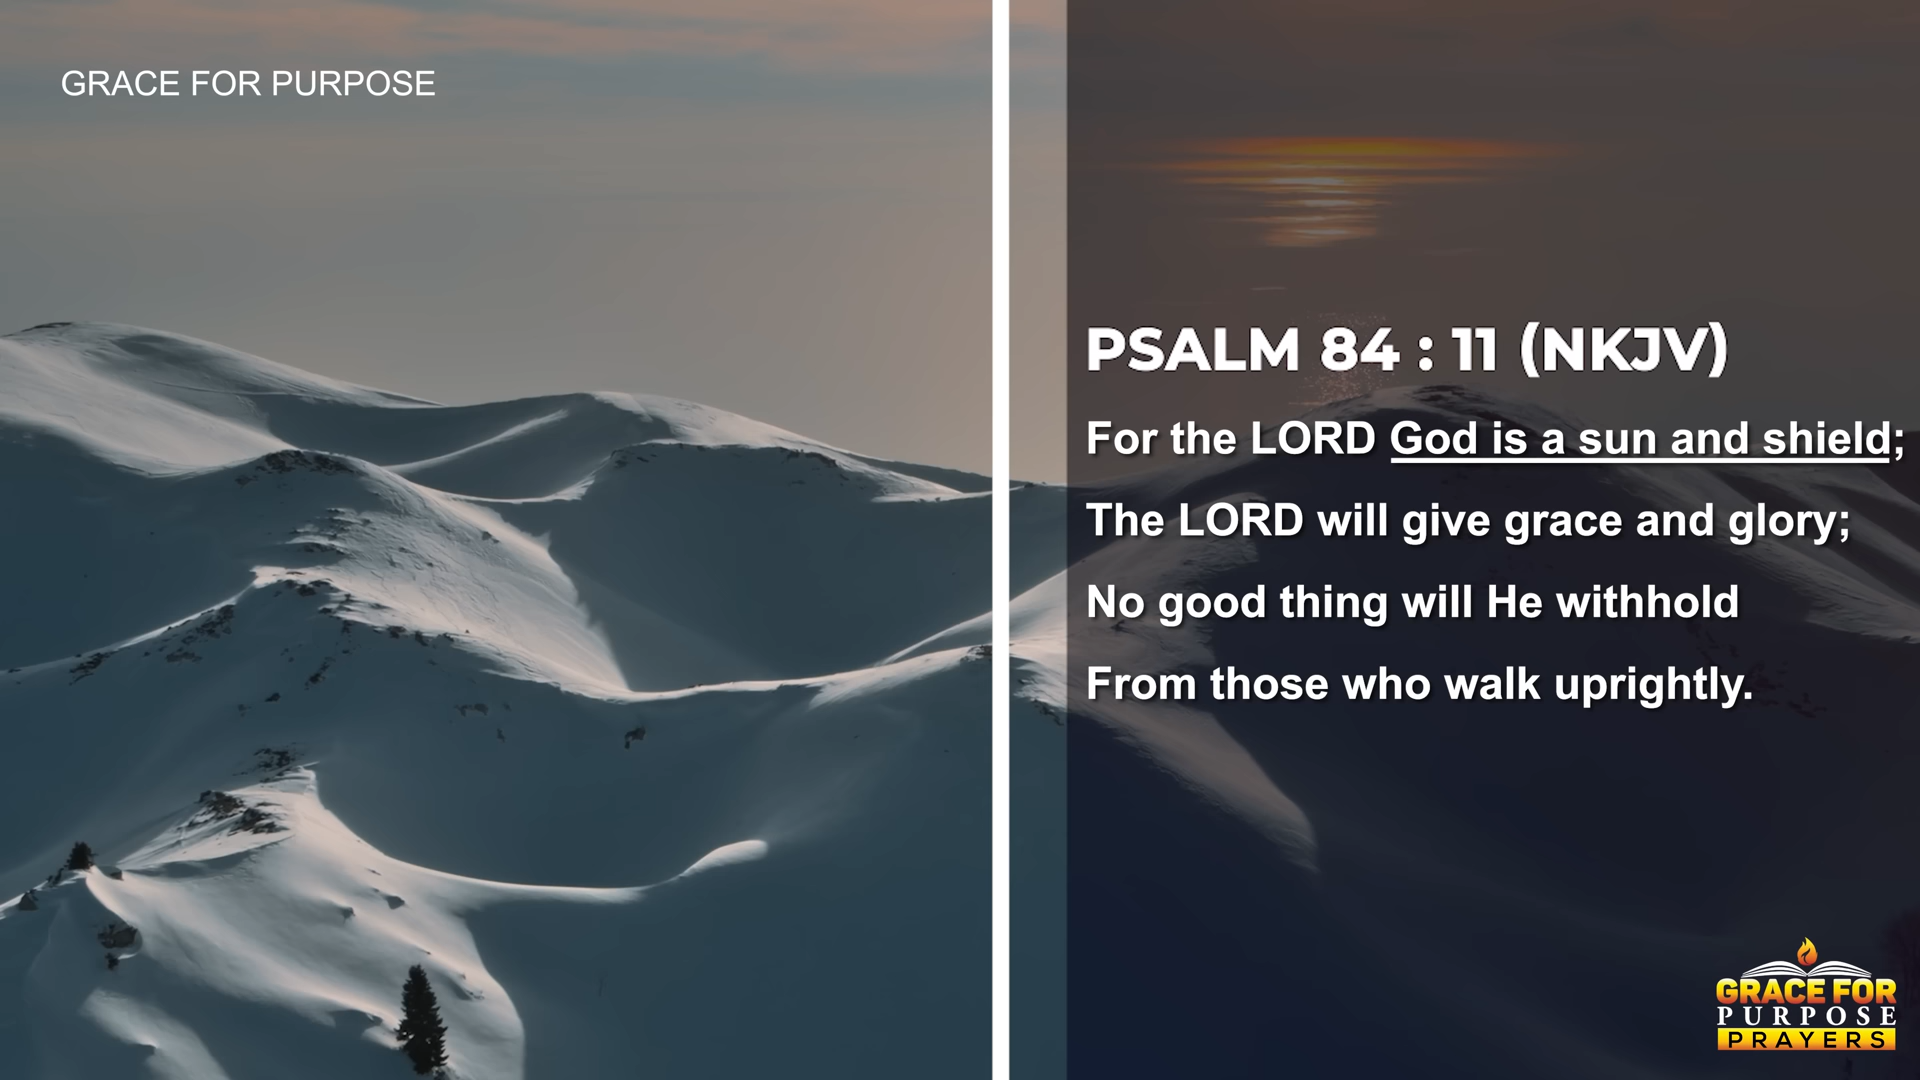 GRACE FOR PURPOSE
PSALM 84 : 11 (NKJV)
For the LORD God is a sun and shield;
The LORD will give grace and glory;
No good thing will He withhold
From those who walk uprightly.
GRACE FOR
PURPOSE
PRAYERS